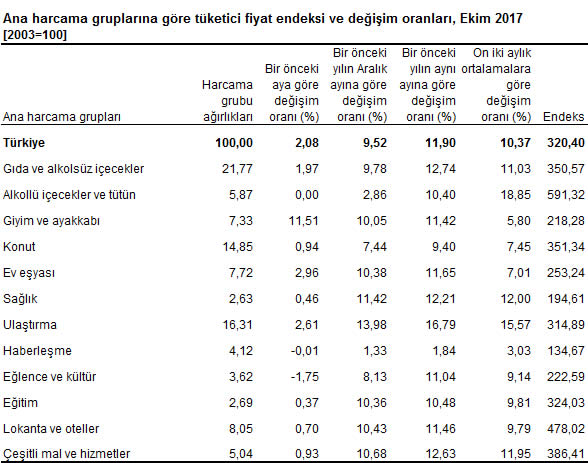 Ana harcama gruplarına göre tüketici fiyat endeksi ve değişim oranları, Ekim 2017
[2003=100]
Ana harcama grupları Harcama grubu ağırlıkları Bir önceki aya göre değişim oranı (%) Bir önceki yılın Aralık ayına göre değişim oranı (%) Bir önceki yılın aynı ayına göre değişim oranı (%) On iki aylık ortalamalara göre değişim oranı (%) Endeks
Türkiye 100,00 2,08 9,52 11,90 10,37 320,40
Gıda ve alkolsüz içecekler 21,77 1,97 9,78 12,74 11,03 350,57
Alkollü içecekler ve tütün 5,87 0,00 2,86 10,40 18,85 591,32
Giyim ve ayakkabı 7,33 11,51 10,05 11,42 5,80 218,28
Konut 14,85 0,94 7,44 9,40 7,45 351,34
Ev eşyası 7,72 2,96 10,38 11,65 7,01 253,24
Sağlık 2,63 0,46 11,42 12,21 12,00 194,61
Ulaştırma 16,31 2,61 13,98 16,79 15,57 314,89
Haberleşme 4,12 -0,01 1,33 1,84 3,03 134,67
Eğlence ve kültür 3,62 -1,75 8,13 11,04 9,14 222,59
Eğitim 2,69 0,37 10,36 10,48 9,81 324,03
Lokanta ve oteller 8,05 0,70 10,43 11,46 9,79 478,02
Çeşitli mal ve hizmetler 5,04 0,93 10,68 12,63 11,95 386,41